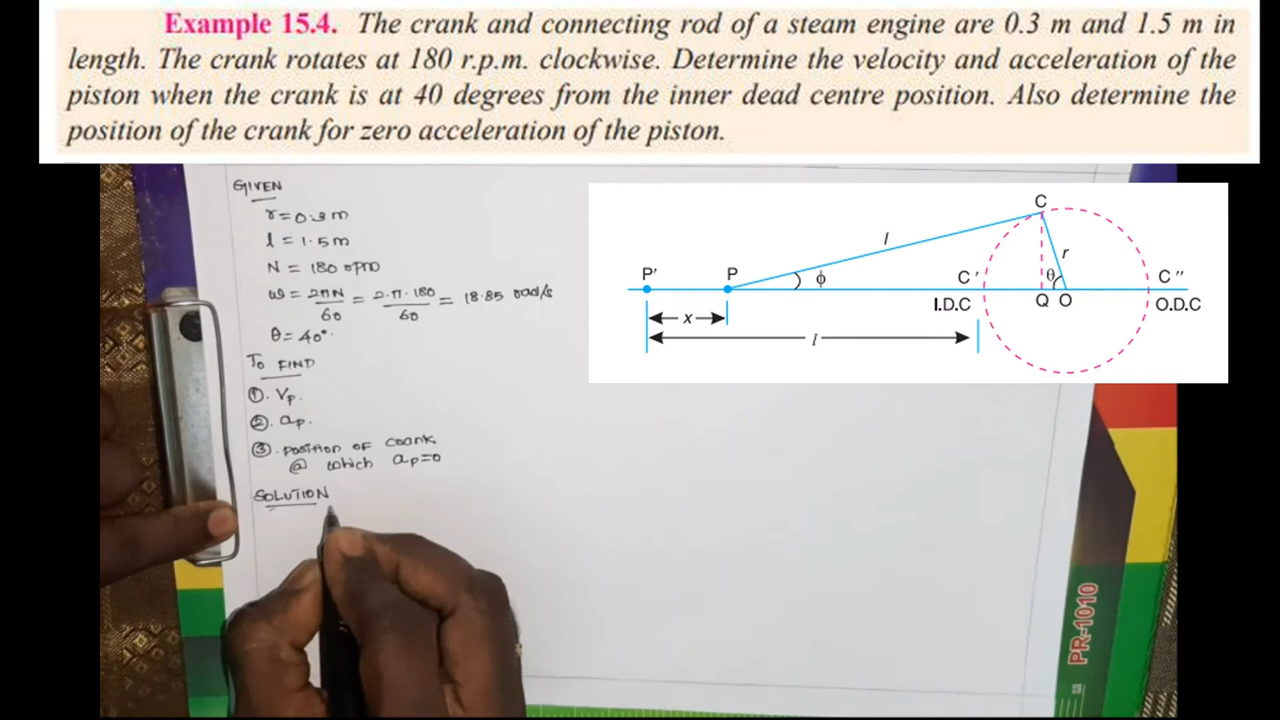 Example 15.4. The crank and connecting rod of a steam engine are 0.3 m and 1.5 m in
length. The crank rotates at 180 r.p.m. clockwise. Determine the velocity and acceleration of the
piston when the crank is at 40 degrees from the inner dead centre position. Also determine the
position of the crank for zero acceleration of the piston.
GIVEN
r = 0.3 m
l = 1.5 m
N = 180 rpm
ω = 2πN/60 = 2.π.180/60 = 18.85 rad/s
θ = 40°.
TO FIND
①. Vp.
②. ap.
③. position of crank
@ which ap=0
SOLUTION
C
l
r
P'
P
ϕ
C'
θ
C''
I.D.C
Q O
O.D.C
x
l
PR-1010